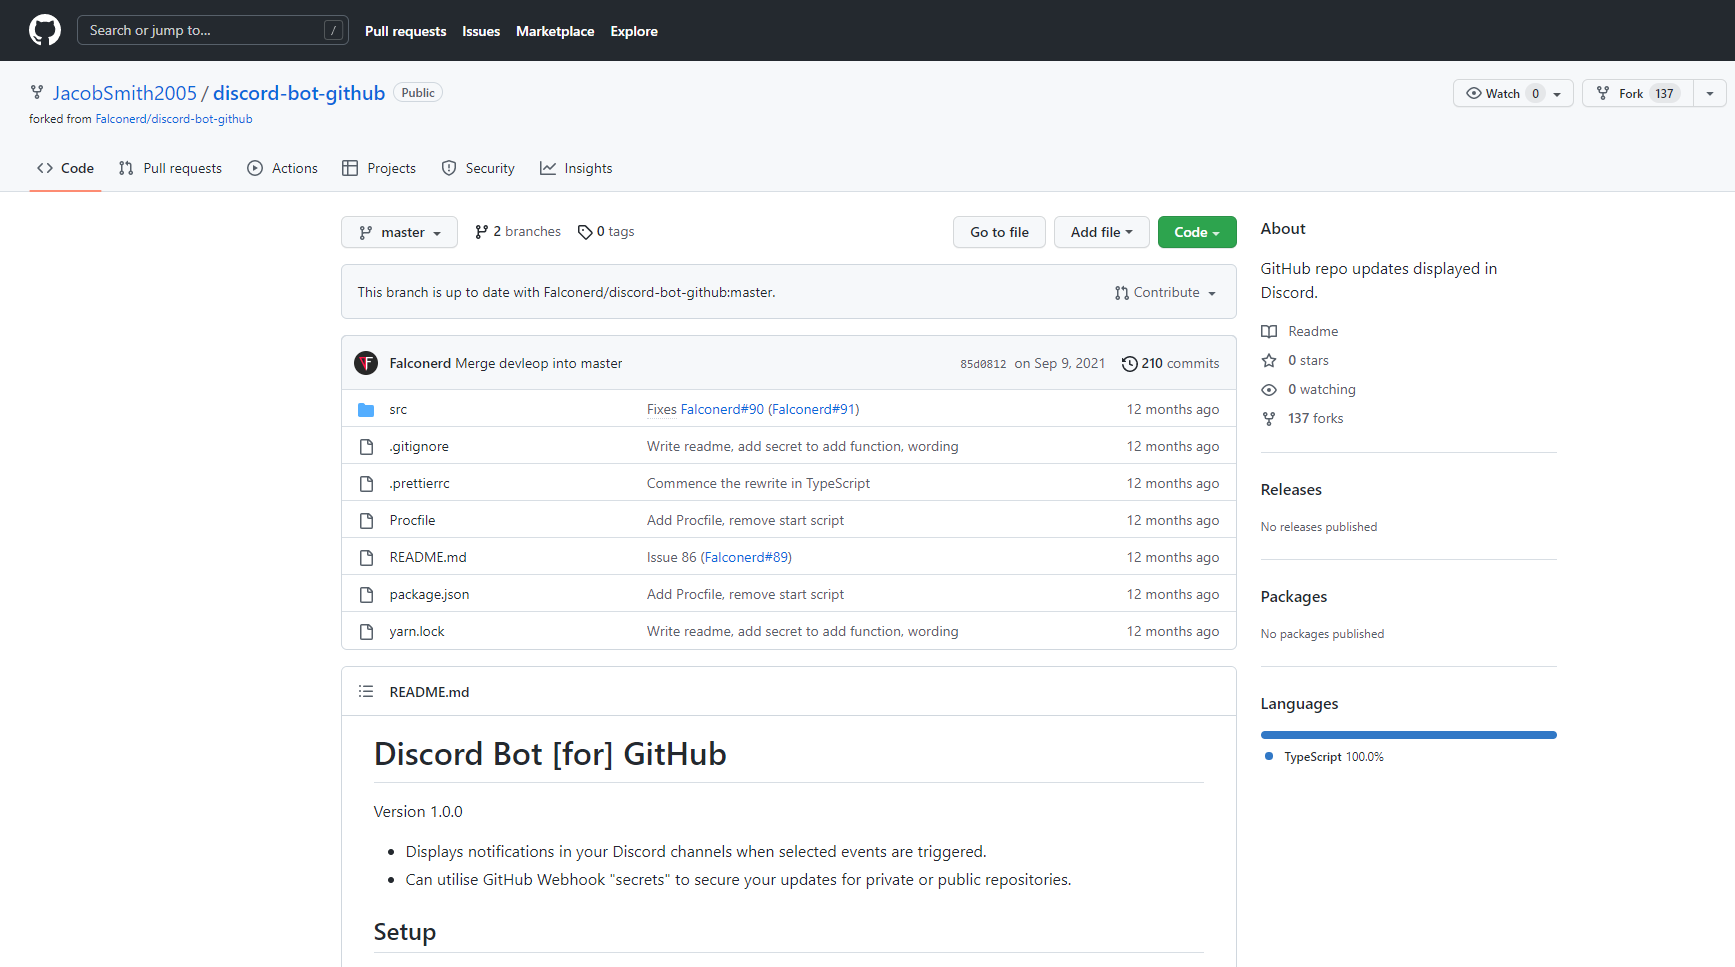 Search or jump to... /
Pull requests Issues Marketplace Explore
JacobSmith2005 / discord-bot-github Public
Watch 0
Fork 137
forked from Falconerd/discord-bot-github
Code Pull requests Actions Projects Security Insights
master 2 branches 0 tags
Go to file Add file Code
This branch is up to date with Falconerd/discord-bot-github:master.
Contribute
Falconerd Merge devleop into master 85d0812 on Sep 9, 2021 210 commits
src Fixes Falconerd#90 (Falconerd#91) 12 months ago
.gitignore Write readme, add secret to add function, wording 12 months ago
.prettierrc Commence the rewrite in TypeScript 12 months ago
Procfile Add Procfile, remove start script 12 months ago
README.md Issue 86 (Falconerd#89) 12 months ago
package.json Add Procfile, remove start script 12 months ago
yarn.lock Write readme, add secret to add function, wording 12 months ago
README.md
Discord Bot [for] GitHub
Version 1.0.0
• Displays notifications in your Discord channels when selected events are triggered.
• Can utilise GitHub Webhook "secrets" to secure your updates for private or public repositories.
Setup
About
GitHub repo updates displayed in
Discord.
Readme
0 stars
0 watching
137 forks
Releases
No releases published
Packages
No packages published
Languages
TypeScript 100.0%